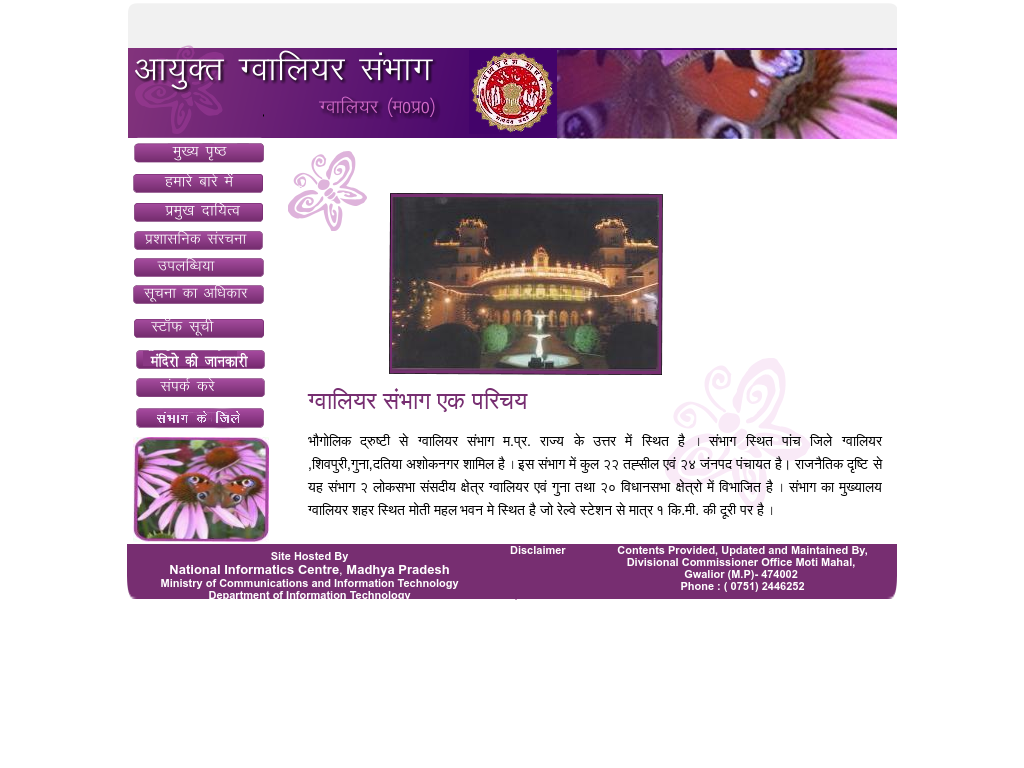 आयुक्त ग्वालियर संभाग
ग्वालियर (म0प्र0)
मुख्य पृष्ठ
हमारे बारे में
प्रमुख दायित्व
प्रशासनिक संरचना
उपलब्धिया
सूचना का अधिकार
स्टॉफ सूची
मंदिरो की जानकारी
संपर्क करे
संभाग के जिले
ग्वालियर संभाग एक परिचय
भौगोलिक द्रुष्टी से ग्वालियर संभाग म.प्र. राज्य के उत्तर में स्थित है । संभाग स्थित पांच जिले ग्वालियर
,शिवपुरी,गुना,दतिया अशोकनगर शामिल है । इस संभाग में कुल २२ तह्सील एवं २४ जंनपद पंचायत है। राजनैतिक दृष्टि से
यह संभाग २ लोकसभा संसदीय क्षेत्र ग्वालियर एवं गुना तथा २० विधानसभा क्षेत्रो में विभाजित है । संभाग का मुख्यालय
ग्वालियर शहर स्थित मोती महल भवन मे स्थित है जो रेल्वे स्टेशन से मात्र १ कि.मी. की दूरी पर है ।
Site Hosted By
National Informatics Centre, Madhya Pradesh
Ministry of Communications and Information Technology
Department of Information Technology
Disclaimer
Contents Provided, Updated and Maintained By,
Divisional Commissioner Office Moti Mahal,
Gwalior (M.P)- 474002
Phone : ( 0751) 2446252